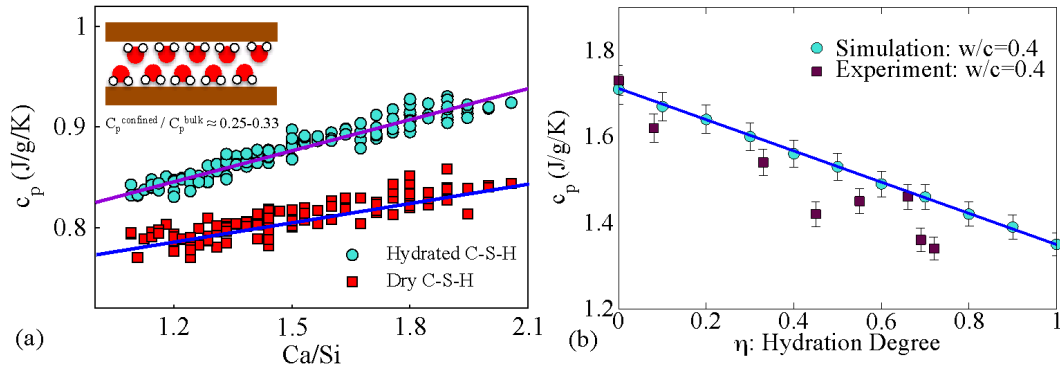 1
0.9
0.8
c_p (J/g/K)
C_p^confined / C_p^bulk ≈ 0.25-0.33
Hydrated C-S-H
Dry C-S-H
1.2 1.5 1.8 2.1
(a) Ca/Si
1.8
1.6
1.4
1.2
c_p (J/g/K)
Simulation: w/c=0.4
Experiment: w/c=0.4
0 0.2 0.4 0.6 0.8 1
(b) η: Hydration Degree